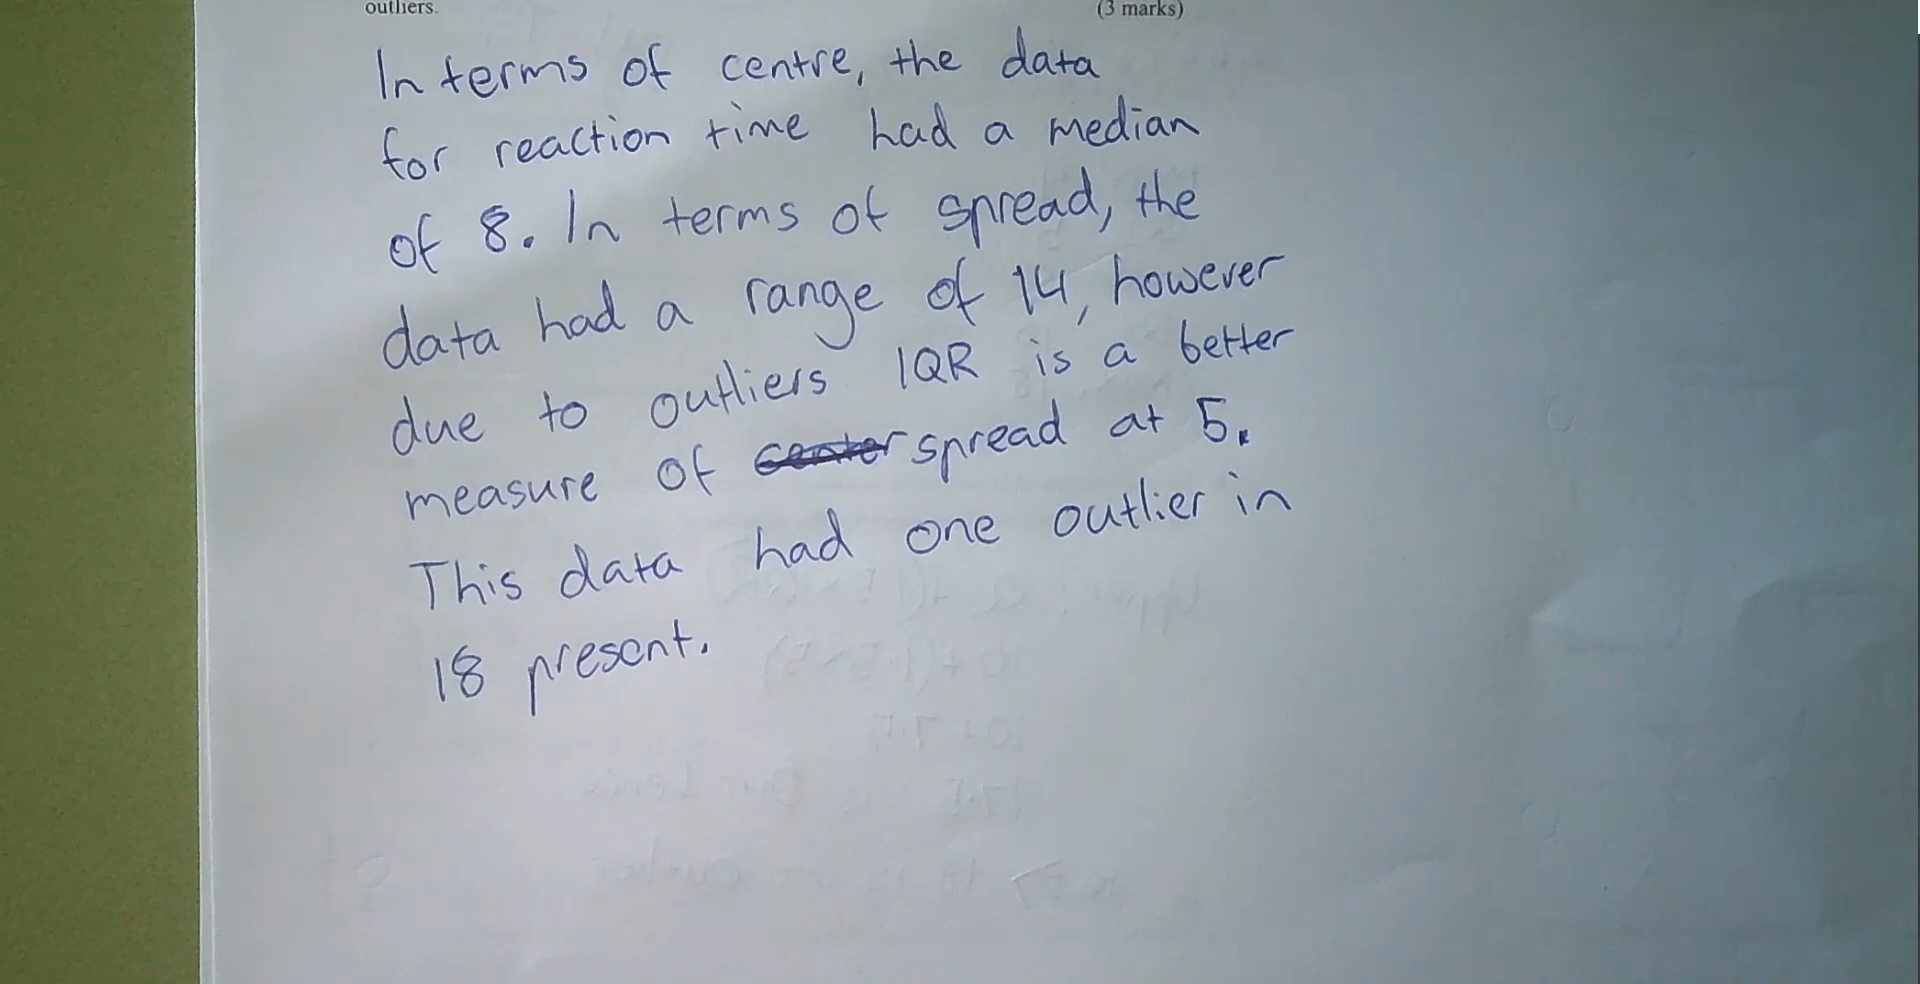 outliers. (3 marks)
In terms of centre, the data
for reaction time had a median
of 8. In terms of spread, the
data had a range of 14, however
due to outliers IQR is a better
measure of center spread at 5.
This data had one outlier in
18 present.